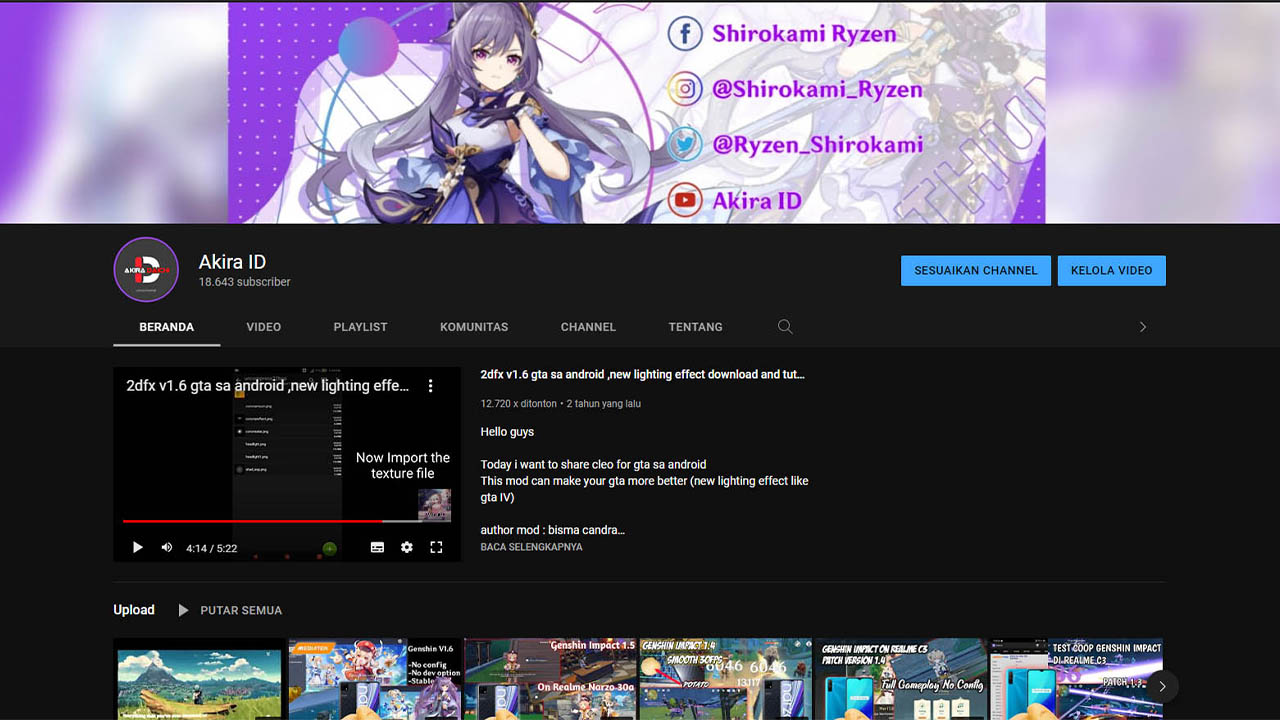 Shirokami Ryzen
@Shirokami_Ryzen
@Ryzen_Shirokami
Akira ID
AKIRA
Akira ID
18.643 subscriber
SESUAIKAN CHANNEL
KELOLA VIDEO
BERANDA
VIDEO
PLAYLIST
KOMUNITAS
CHANNEL
TENTANG
2dfx v1.6 gta sa android ,new lighting effe...
Now Import the
texture file
4:14 / 5:22
2dfx v1.6 gta sa android ,new lighting effect download and tut...
12.720 x ditonton • 2 tahun yang lalu
Hello guys
Today i want to share cleo for gta sa android
This mod can make your gta more better (new lighting effect like
gta IV)
author mod : bisma candra...
BACA SELENGKAPNYA
Upload
PUTAR SEMUA
MEDIATEK
Genshin V1.6
-No config
-No dev option
-Stable
Genshin Impact 1.5
On Realme Narzo 30a
GENSHIN IMPACT 1.4
SMOOTH 30FPS
POTATO
GENSHIN IMPACT ON REALME C3
PATCH VERSION 1.4
Full Gameplay No Config
TEST COOP GENSHIN IMPACT
DI REALME C3
PATCH 1.3